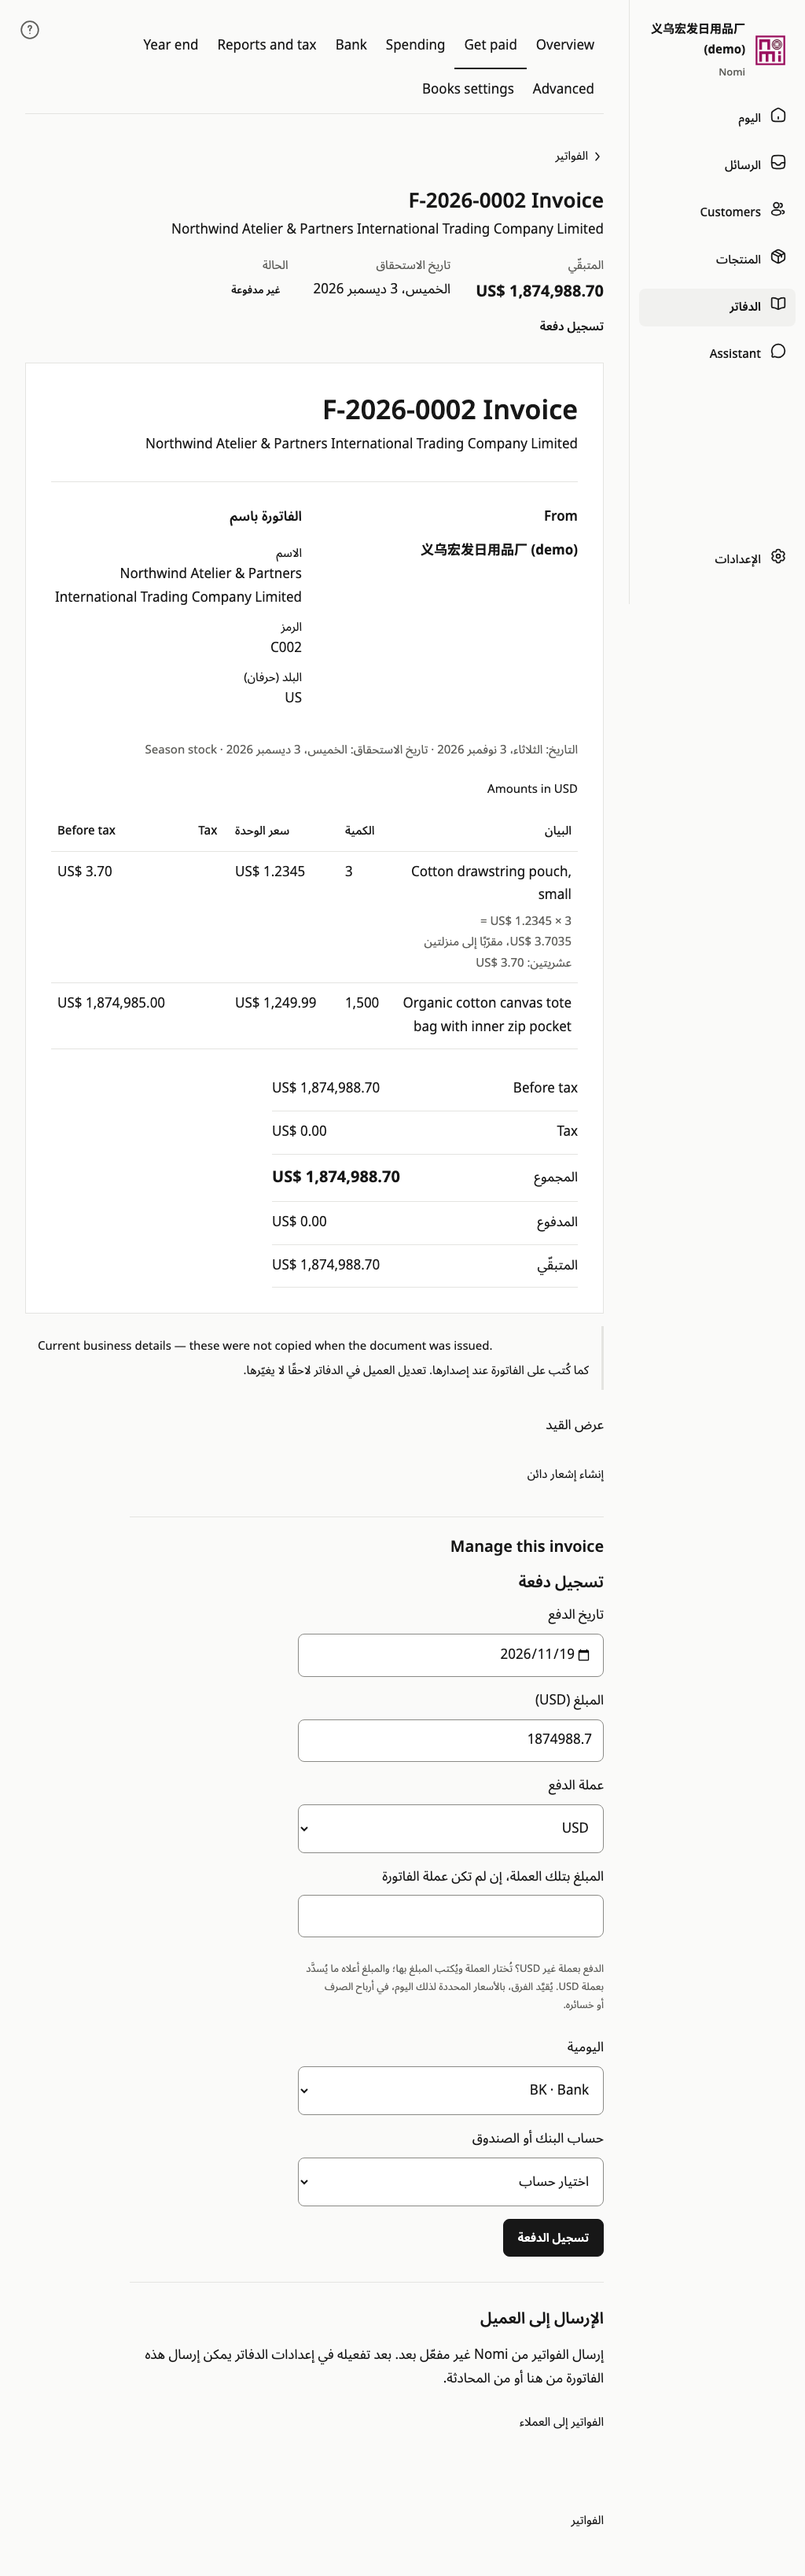 义乌宏发日用品厂
(demo)
Nomi
اليوم
الرسائل
Customers
المنتجات
الدفاتر
Assistant
الإعدادات
Overview
Get paid
Spending
Bank
Reports and tax
Year end
Advanced
Books settings
الفواتير
F-2026-0002 Invoice
Northwind Atelier & Partners International Trading Company Limited
المتبقّي
US$ 1,874,988.70
تاريخ الاستحقاق
الخميس، 3 ديسمبر 2026
الحالة
غير مدفوعة
تسجيل دفعة
F-2026-0002 Invoice
Northwind Atelier & Partners International Trading Company Limited
From
义乌宏发日用品厂 (demo)
الفاتورة باسم
الاسم
Northwind Atelier & Partners
International Trading Company Limited
الرمز
C002
البلد (حرفان)
US
التاريخ: الثلاثاء، 3 نوفمبر 2026 · تاريخ الاستحقاق: الخميس، 3 ديسمبر 2026 · Season stock
Amounts in USD
البيان الكمية سعر الوحدة Tax Before tax
Cotton drawstring pouch,
small
3 × US$ 1.2345 =
US$ 3.7035، مقرّبًا إلى منزلتين
عشريتين: US$ 3.70
3
US$ 1.2345
US$ 3.70
Organic cotton canvas tote
bag with inner zip pocket
1,500
US$ 1,249.99
US$ 1,874,985.00
Before tax US$ 1,874,988.70
Tax US$ 0.00
المجموع US$ 1,874,988.70
المدفوع US$ 0.00
المتبقّي US$ 1,874,988.70
Current business details — these were not copied when the document was issued.
كما كُتب على الفاتورة عند إصدارها. تعديل العميل في الدفاتر لاحقًا لا يغيّرها.
عرض القيد
إنشاء إشعار دائن
Manage this invoice
تسجيل دفعة
تاريخ الدفع
2026/11/19
المبلغ (USD)
1874988.7
عملة الدفع
USD
المبلغ بتلك العملة، إن لم تكن عملة الفاتورة
الدفع بعملة غير USD؟ تُختار العملة ويُكتب المبلغ بها؛ والمبلغ أعلاه ما يُسدَّد
بعملة USD. يُقيَّد الفرق، بالأسعار المحددة لذلك اليوم، في أرباح الصرف
أو خسائره.
اليومية
BK · Bank
حساب البنك أو الصندوق
اختيار حساب
تسجيل الدفعة
الإرسال إلى العميل
إرسال الفواتير من Nomi غير مفعّل بعد. بعد تفعيله في إعدادات الدفاتر يمكن إرسال هذه
الفاتورة من هنا أو من المحادثة.
الفواتير إلى العملاء
الفواتير